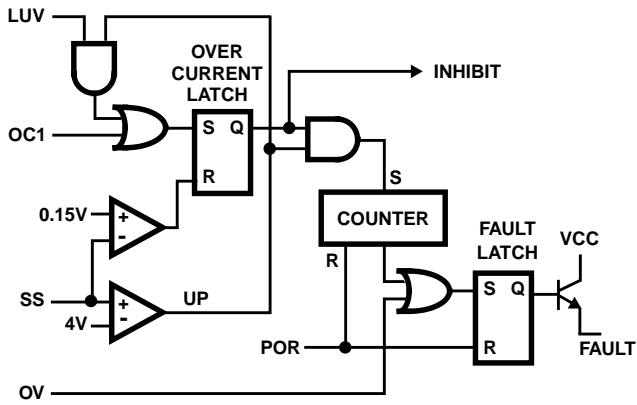 LUV
OVER
CURRENT
LATCH
INHIBIT
OC1
S Q
R
S
0.15V
+
-
COUNTER
R
FAULT
LATCH
VCC
SS
+
-
4V
UP
S Q
R
POR
FAULT
OV